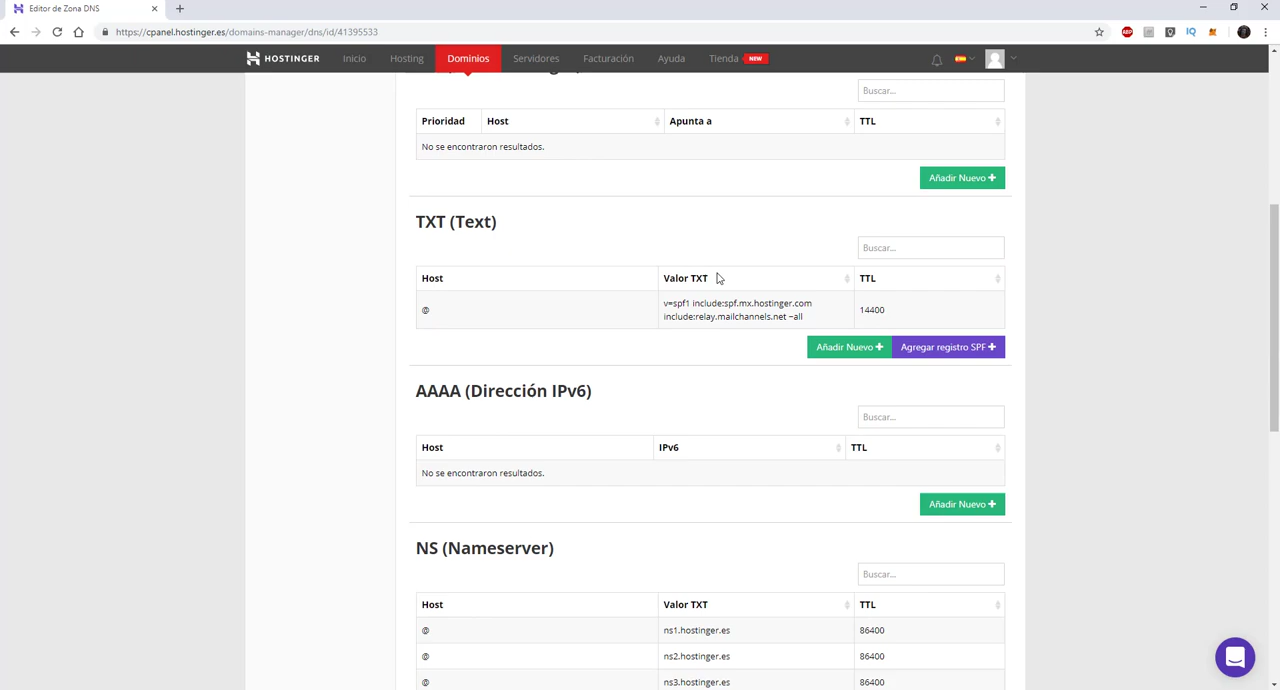 Editor de Zona DNS
https://cpanel.hostinger.es/domains-manager/dns/id/41395533
ABP
IQ
HOSTINGER
Inicio
Hosting
Dominios
Servidores
Facturación
Ayuda
Tienda NEW
Buscar...
Prioridad Host Apunta a TTL
No se encontraron resultados.
Añadir Nuevo
TXT (Text)
Buscar...
Host Valor TXT TTL
@ v=spf1 include:spf.mx.hostinger.com 14400
include:relay.mailchannels.net ~all
Añadir Nuevo Agregar registro SPF
AAAA (Dirección IPv6)
Buscar...
Host IPv6 TTL
No se encontraron resultados.
Añadir Nuevo
NS (Nameserver)
Buscar...
Host Valor TXT TTL
@ ns1.hostinger.es 86400
@ ns2.hostinger.es 86400
@ ns3.hostinger.es 86400